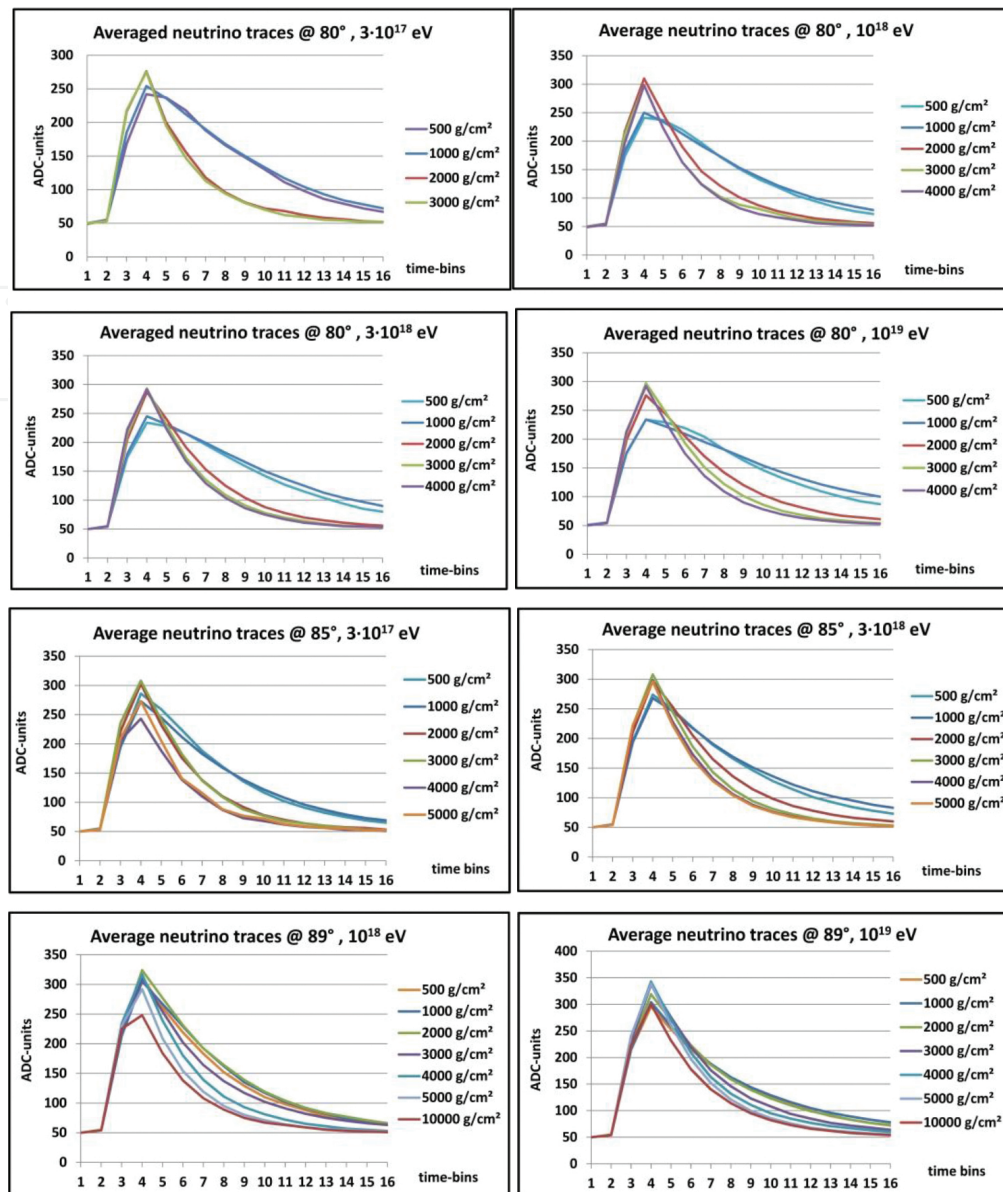 Averaged neutrino traces @ 80° , 3·10¹⁷ eV
ADC-units
300
250
200
150
100
50
0
1 2 3 4 5 6 7 8 9 10 11 12 13 14 15 16
time-bins
500 g/cm²
1000 g/cm²
2000 g/cm²
3000 g/cm²
Average neutrino traces @ 80° , 10¹⁸ eV
ADC-units
350
300
250
200
150
100
50
0
1 2 3 4 5 6 7 8 9 10 11 12 13 14 15 16
time-bins
500 g/cm²
1000 g/cm²
2000 g/cm²
3000 g/cm²
4000 g/cm²
Averaged neutrino traces @ 80° , 3·10¹⁸ eV
ADC-units
350
300
250
200
150
100
50
0
1 2 3 4 5 6 7 8 9 10 11 12 13 14 15 16
time-bins
500 g/cm²
1000 g/cm²
2000 g/cm²
3000 g/cm²
4000 g/cm²
Averaged neutrino traces @ 80° , 10¹⁹ eV
ADC-units
350
300
250
200
150
100
50
0
1 2 3 4 5 6 7 8 9 10 11 12 13 14 15 16
time-bins
500 g/cm²
1000 g/cm²
2000 g/cm²
3000 g/cm²
4000 g/cm²
Average neutrino traces @ 85° , 3·10¹⁷ eV
ADC-units
350
300
250
200
150
100
50
0
1 2 3 4 5 6 7 8 9 10 11 12 13 14 15 16
time bins
500 g/cm²
1000 g/cm²
2000 g/cm²
3000 g/cm²
4000 g/cm²
5000 g/cm²
Average neutrino traces @ 85° , 3·10¹⁸ eV
ADC-units
350
300
250
200
150
100
50
0
1 2 3 4 5 6 7 8 9 10 11 12 13 14 15 16
time-bins
500 g/cm²
1000 g/cm²
2000 g/cm²
3000 g/cm²
4000 g/cm²
5000 g/cm²
Average neutrino traces @ 89° , 10¹⁸ eV
ADC-units
350
300
250
200
150
100
50
0
1 2 3 4 5 6 7 8 9 10 11 12 13 14 15 16
time-bins
500 g/cm²
1000 g/cm²
2000 g/cm²
3000 g/cm²
4000 g/cm²
5000 g/cm²
10000 g/cm²
Average neutrino traces @ 89°, 10¹⁹ eV
ADC-units
400
350
300
250
200
150
100
50
0
1 2 3 4 5 6 7 8 9 10 11 12 13 14 15 16
time bins
500 g/cm²
1000 g/cm²
2000 g/cm²
3000 g/cm²
4000 g/cm²
5000 g/cm²
10000 g/cm²